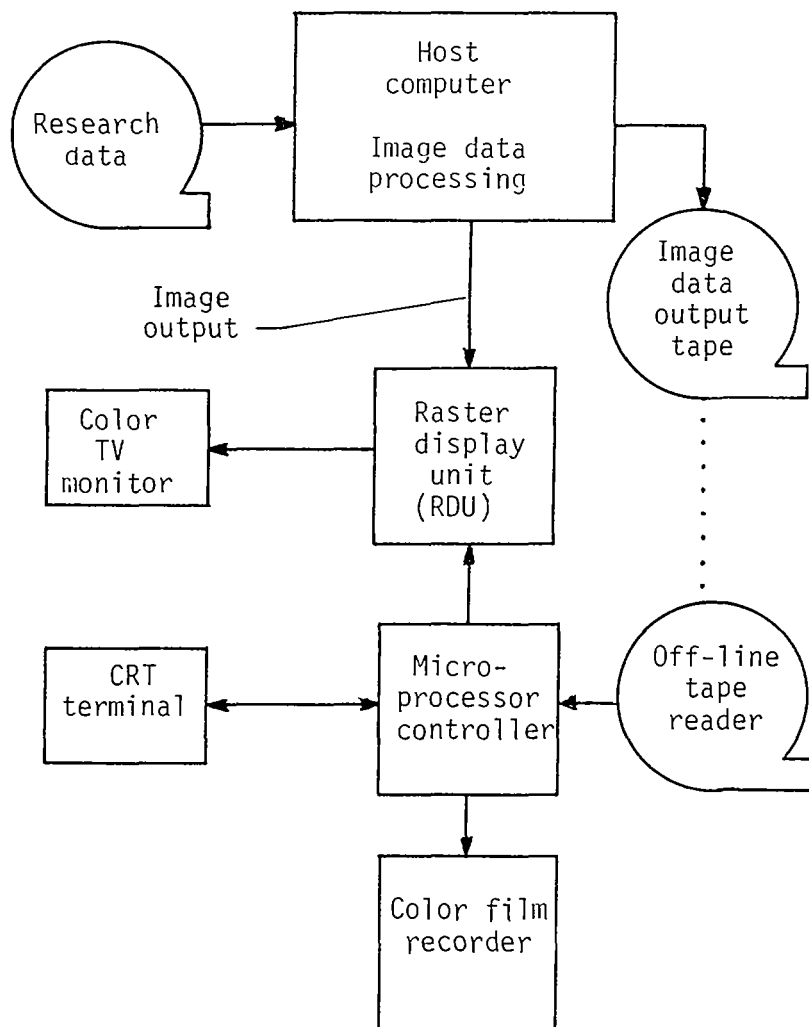 Host
computer
Image data
processing
Research
data
Image
data
output
tape
Image
output
Raster
display
unit
(RDU)
Color
TV
monitor
CRT
terminal
Micro-
processor
controller
Off-line
tape
reader
Color film
recorder